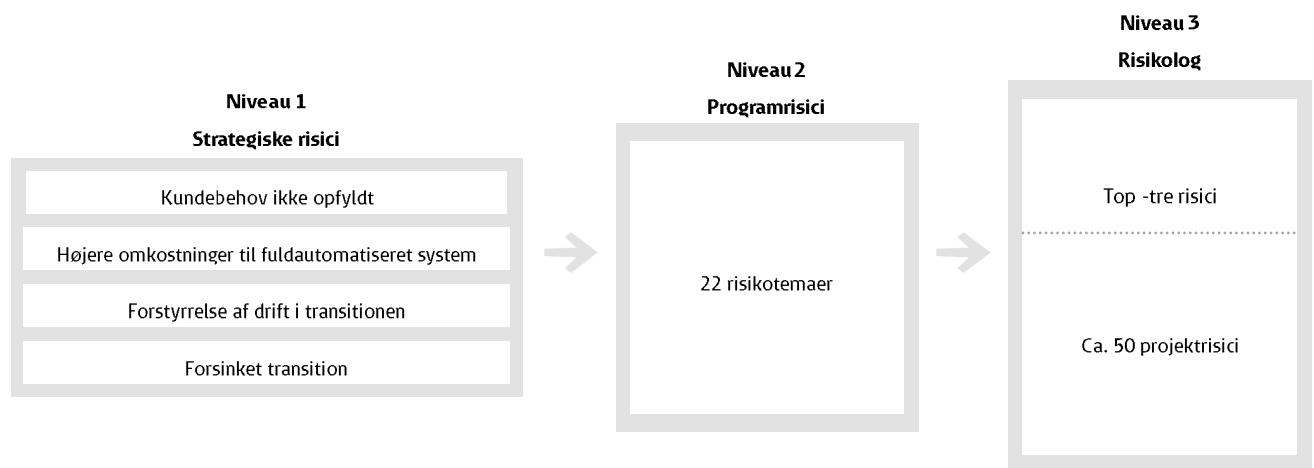 Niveau 1
Strategiske risici
Kundebehov ikke opfyldt
Højere omkostninger til fuldautomatiseret system
Forstyrrelse af drift i transitionen
Forsinket transition
Niveau 2
Programrisici
22 risikotemaer
Niveau 3
Risikolog
Top -tre risici
Ca. 50 projektrisici